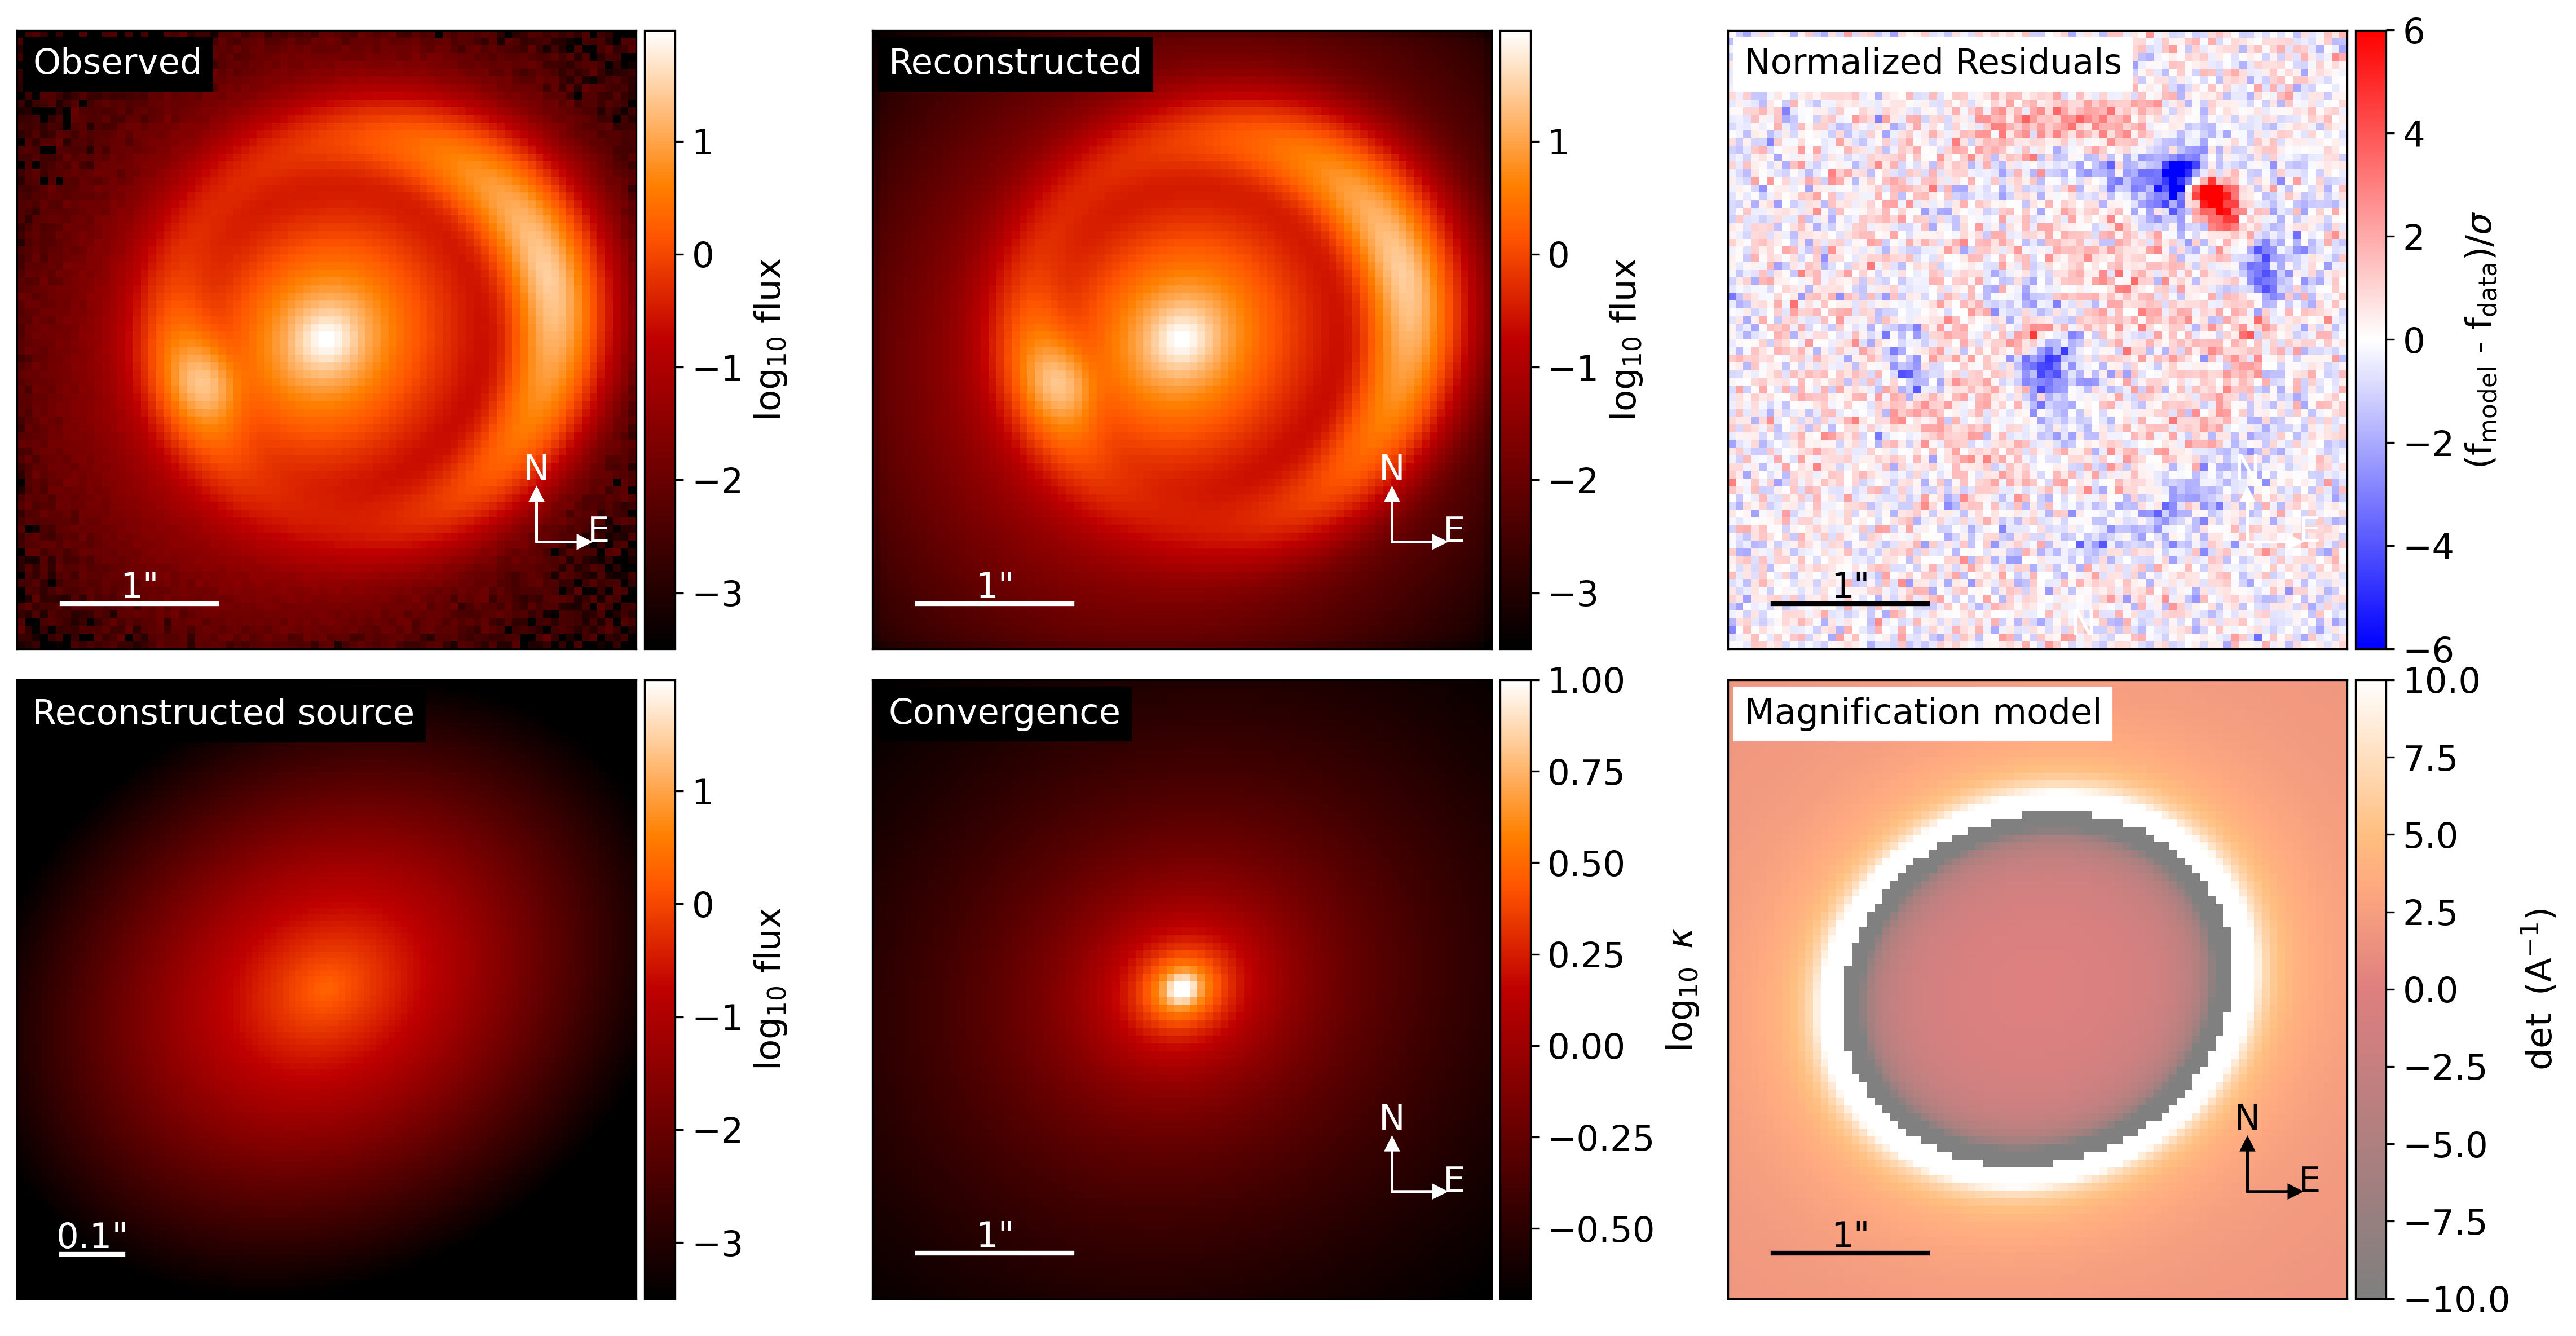 Observed
N
E
1"
1
0
−1
−2
−3
log10 flux
Reconstructed
N
E
1"
1
0
−1
−2
−3
log10 flux
Normalized Residuals
N
E
1"
N
6
4
2
0
−2
−4
−6
(fmodel - fdata)/σ
Reconstructed source
0.1"
1
0
−1
−2
−3
log10 flux
Convergence
N
E
1"
1.00
0.75
0.50
0.25
0.00
−0.25
−0.50
log10 κ
Magnification model
N
E
1"
10.0
7.5
5.0
2.5
0.0
−2.5
−5.0
−7.5
−10.0
det (A−1)